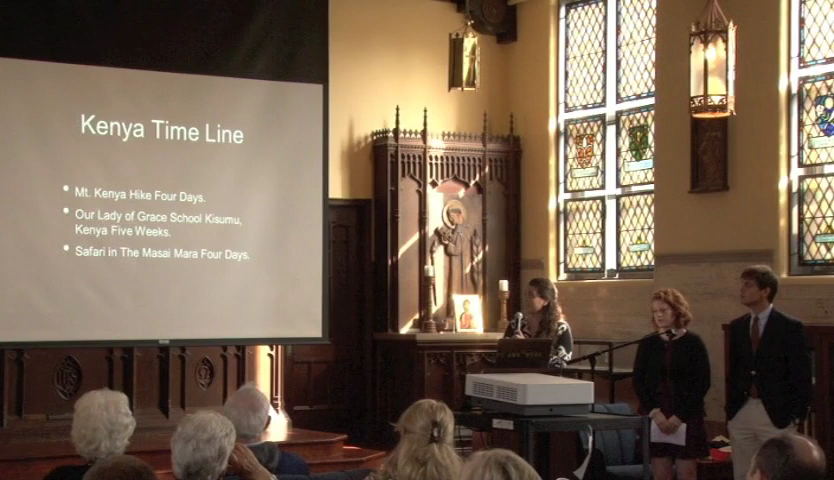 Kenya Time Line
• Mt. Kenya Hike Four Days.
• Our Lady of Grace School Kisumu,
Kenya Five Weeks.
• Safari in The Masai Mara Four Days.